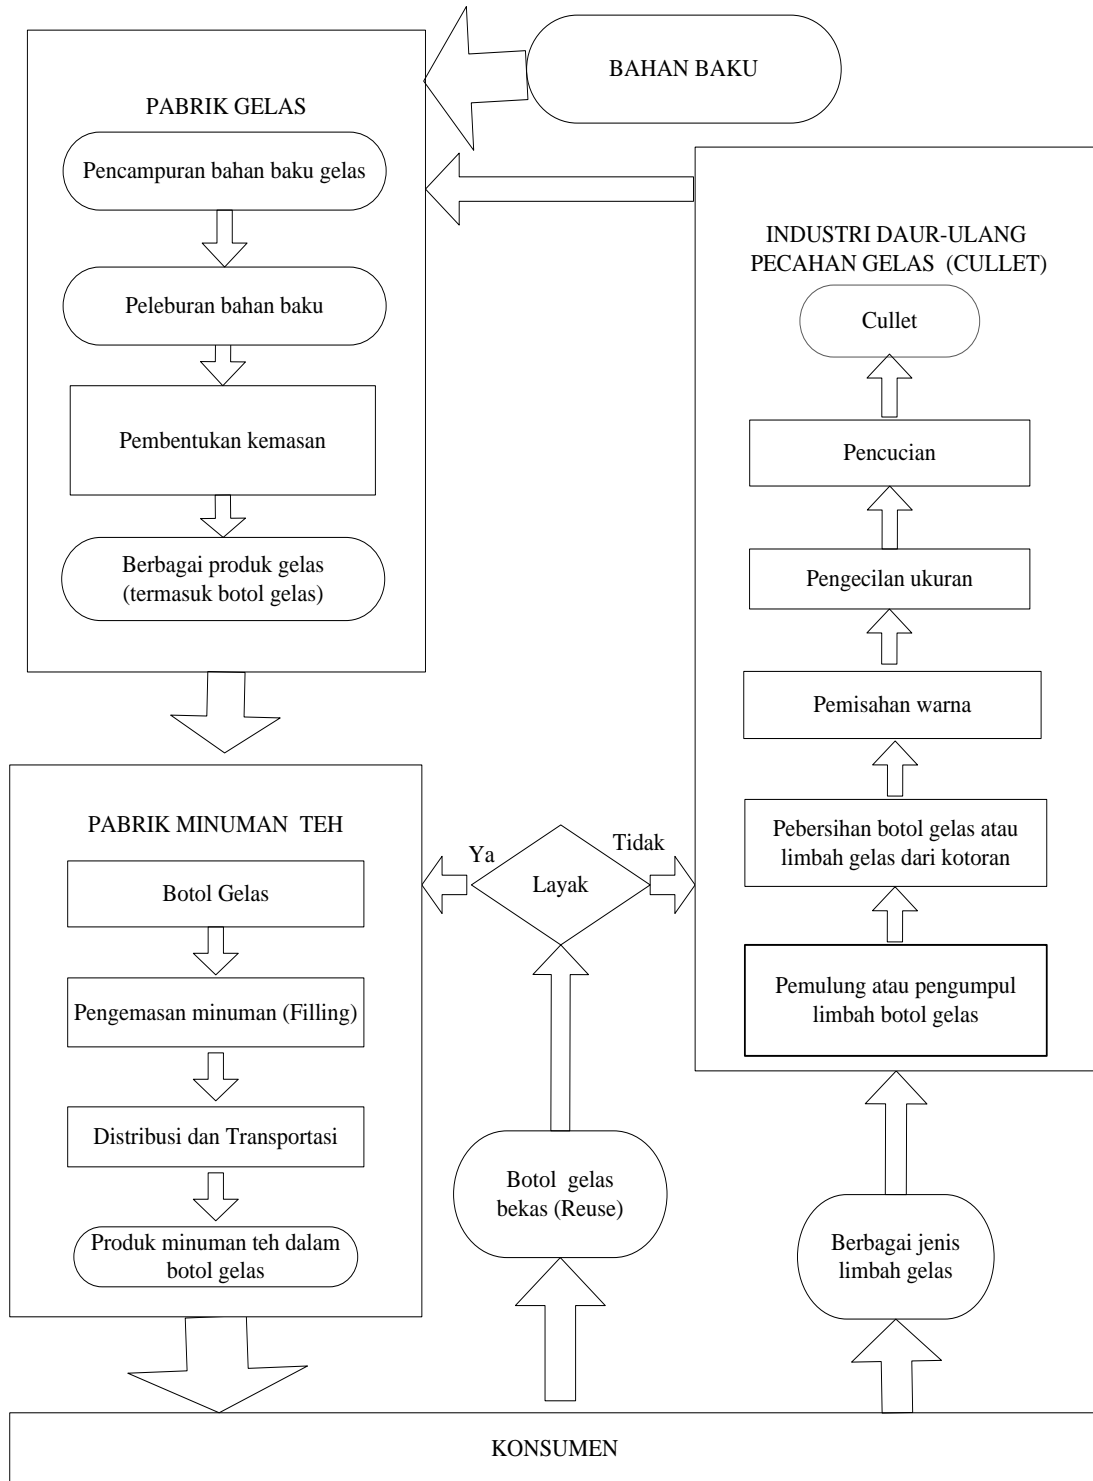 BAHAN BAKU
PABRIK GELAS
Pencampuran bahan baku gelas
Peleburan bahan baku
Pembentukan kemasan
Berbagai produk gelas
(termasuk botol gelas)
INDUSTRI DAUR-ULANG
PECAHAN GELAS (CULLET)
Cullet
Pencucian
Pengecilan ukuran
Pemisahan warna
Pebersihan botol gelas atau
limbah gelas dari kotoran
Pemulung atau pengumpul
limbah botol gelas
PABRIK MINUMAN TEH
Botol Gelas
Pengemasan minuman (Filling)
Distribusi dan Transportasi
Produk minuman teh dalam
botol gelas
Ya
Layak
Tidak
Botol gelas
bekas (Reuse)
Berbagai jenis
limbah gelas
KONSUMEN